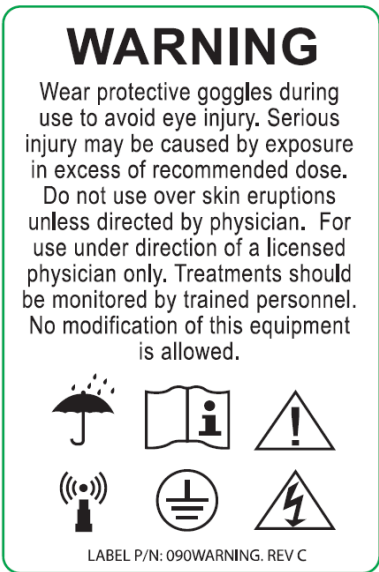 WARNING
Wear protective goggles during
use to avoid eye injury. Serious
injury may be caused by exposure
in excess of recommended dose.
Do not use over skin eruptions
unless directed by physician.  For
use under direction of a licensed
physician only. Treatments should
be monitored by trained personnel.
No modification of this equipment
is allowed.
i
!
LABEL P/N: 090WARNING. REV C